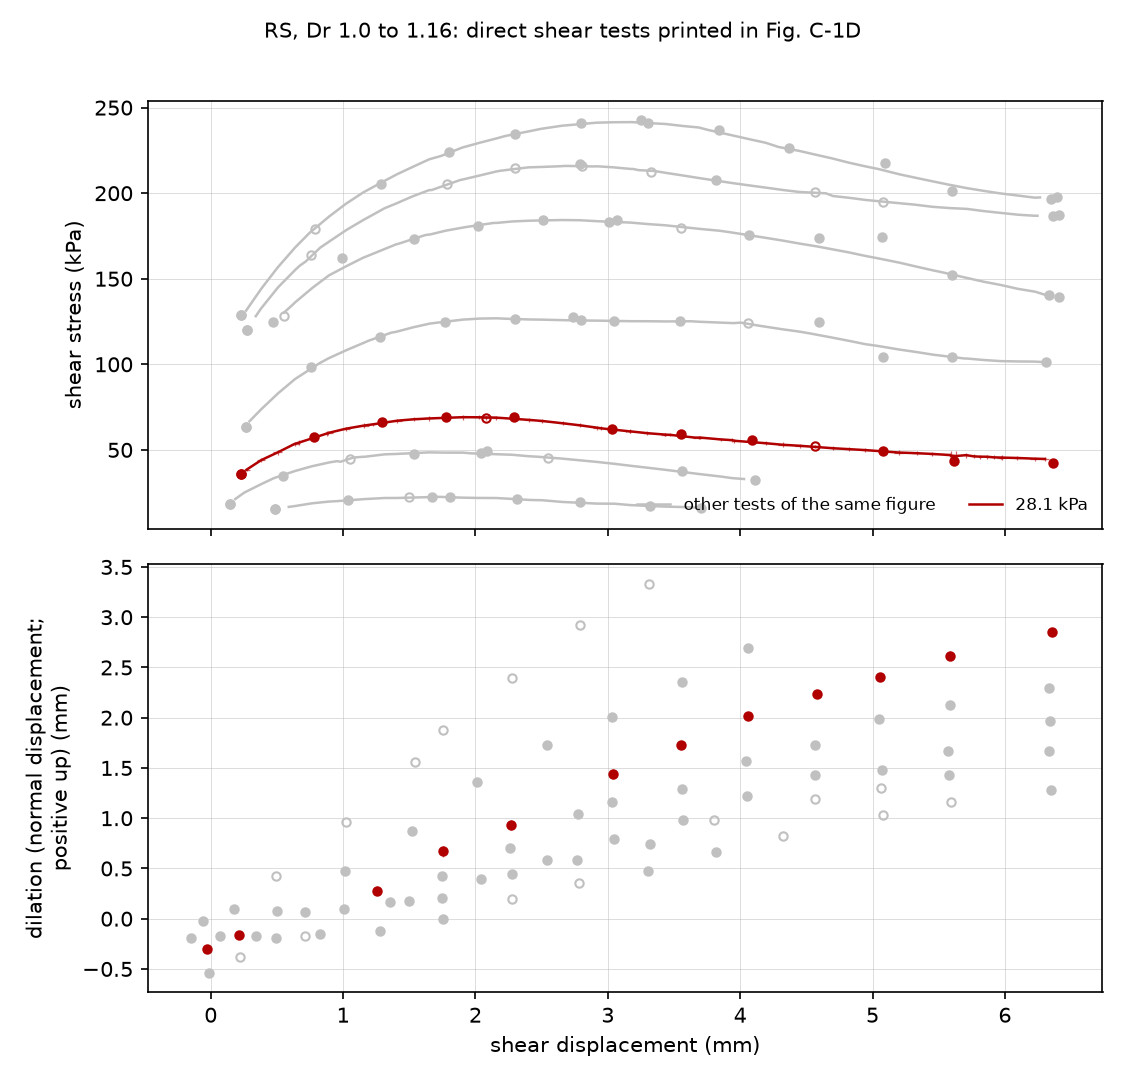 RS, Dr 1.0 to 1.16: direct shear tests printed in Fig. C-1D
250
200
150
100
50
shear stress (kPa)
other tests of the same figure
28.1 kPa
3.5
3.0
2.5
2.0
1.5
1.0
0.5
0.0
−0.5
dilation (normal displacement;
positive up) (mm)
0 1 2 3 4 5 6
shear displacement (mm)